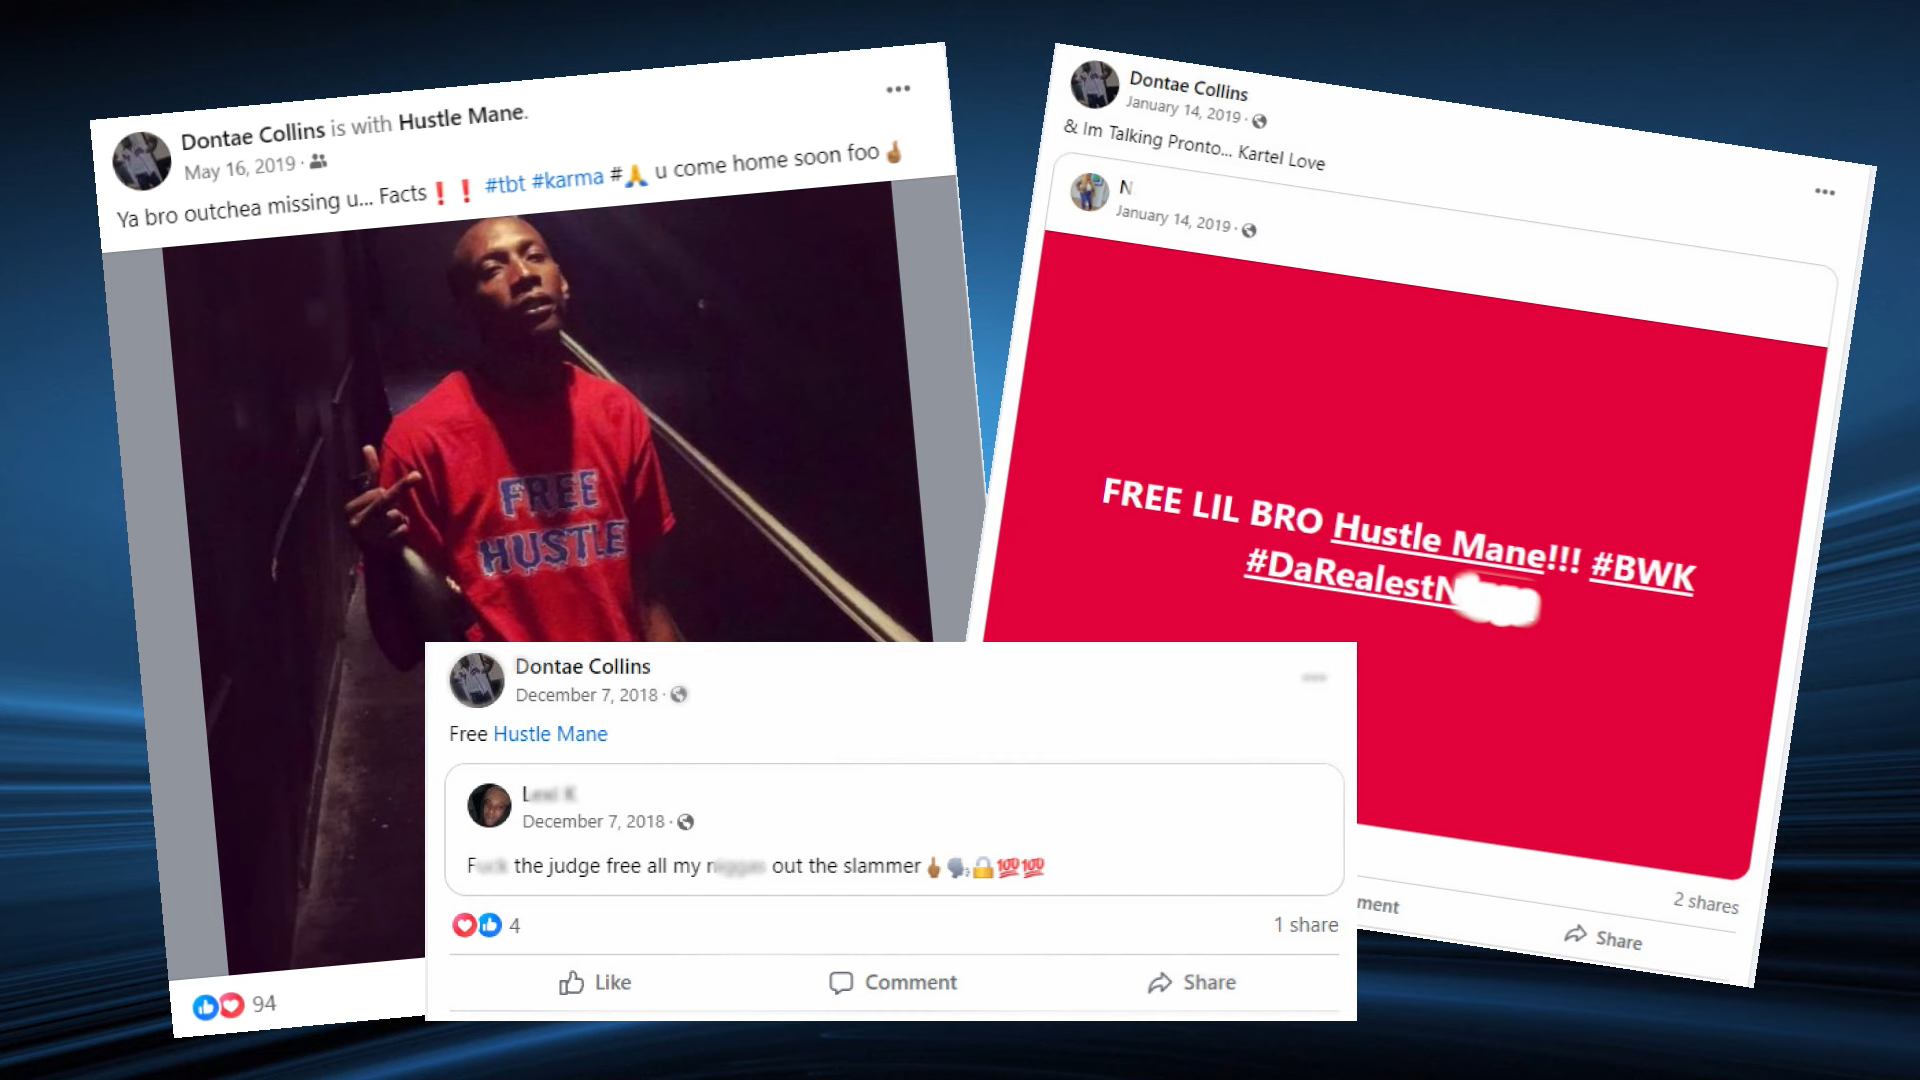 Dontae Collins is with Hustle Mane.
May 16, 2019 ·
Ya bro outchea missing u... Facts❗❗ #tbt #karma #🙏 u come home soon foo☝🏾
FREE
HUSTLE
94
Dontae Collins
January 14, 2019 ·
& Im Talking Pronto... Kartel Love
N
January 14, 2019 ·
FREE LIL BRO Hustle Mane!!! #BWK
#DaRealestN
2 shares
ment
Share
Dontae Collins
December 7, 2018 ·
Free Hustle Mane
L
December 7, 2018 ·
F the judge free all my n out the slammer🖕🏾🗣🔒💯💯
4
1 share
Like
Comment
Share